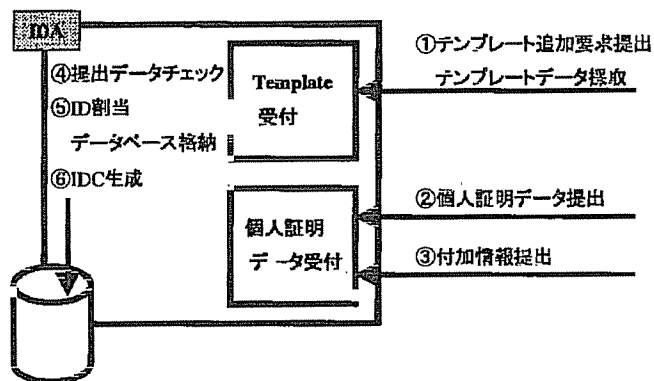 IDA
①テンプレート追加要求提出
テンプレートデータ採取
④提出データチェック
⑤ID割当
データベース格納
⑥IDC生成
Template
受付
②個人証明データ提出
個人証明
データ受付
③付加情報提出